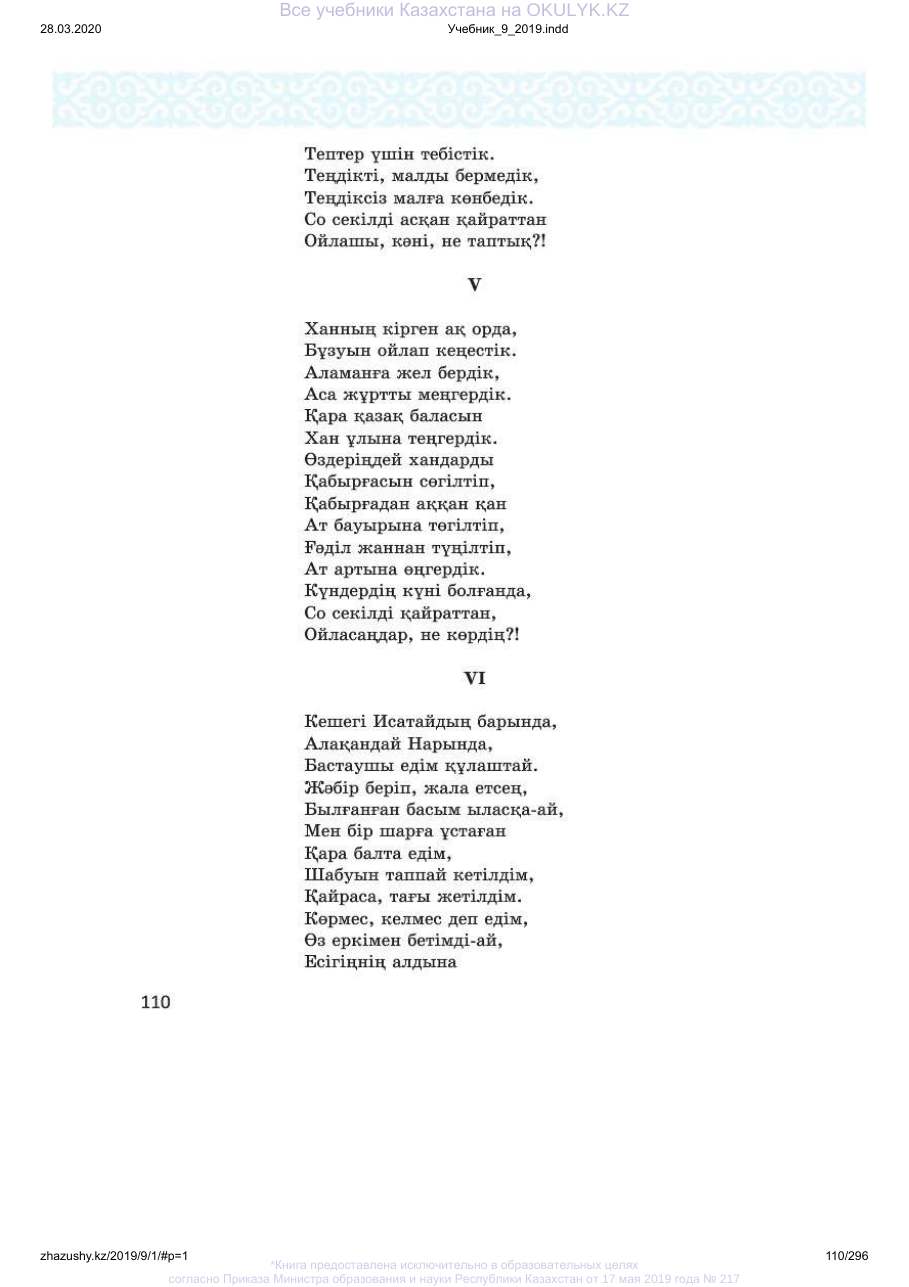 Все учебники Казахстана на OKULYK.KZ
28.03.2020 Учебник_9_2019.indd
Тептер үшін тебістік.
Теңдікті, малды бермедік,
Теңдіксіз малға көнбедік.
Со секілді асқан қайраттан
Ойлашы, кәні, не таптық?!
V
Ханның кірген ақ орда,
Бұзуын ойлап кеңестік.
Аламанға жел бердік,
Аса жұртты меңгердік.
Қара қазақ баласын
Хан ұлына теңгердік.
Өздеріңдей хандарды
Қабырғасын сөгілтіп,
Қабырғадан аққан қан
Ат бауырына төгілтіп,
Ғәділ жаннан түңілтіп,
Ат артына өңгердік.
Күндердің күні болғанда,
Со секілді қайраттан,
Ойласаңдар, не көрдің?!
VI
Кешегі Исатайдың барында,
Алақандай Нарында,
Бастаушы едім құлаштай.
Жәбір беріп, жала етсең,
Былғанған басым ыласқа-ай,
Мен бір шарға ұстаған
Қара балта едім,
Шабуын таппай кетілдім,
Қайраса, тағы жетілдім.
Көрмес, келмес деп едім,
Өз еркімен бетімді-ай,
Есігіңнің алдына
110
zhazushy.kz/2019/9/1/#p=1 110/296
*Книга предоставлена исключительно в образовательных целях
согласно Приказа Министра образования и науки Республики Казахстан от 17 мая 2019 года № 217